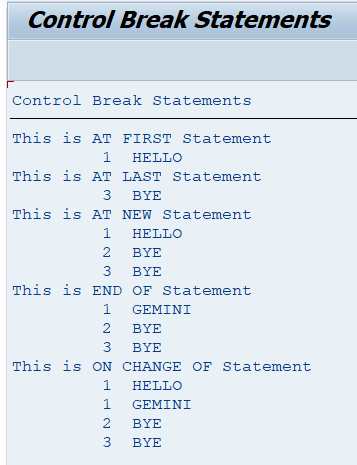 Control Break Statements
Control Break Statements
This is AT FIRST Statement
1 HELLO
This is AT LAST Statement
3 BYE
This is AT NEW Statement
1 HELLO
2 BYE
3 BYE
This is END OF Statement
1 GEMINI
2 BYE
3 BYE
This is ON CHANGE OF Statement
1 HELLO
1 GEMINI
2 BYE
3 BYE